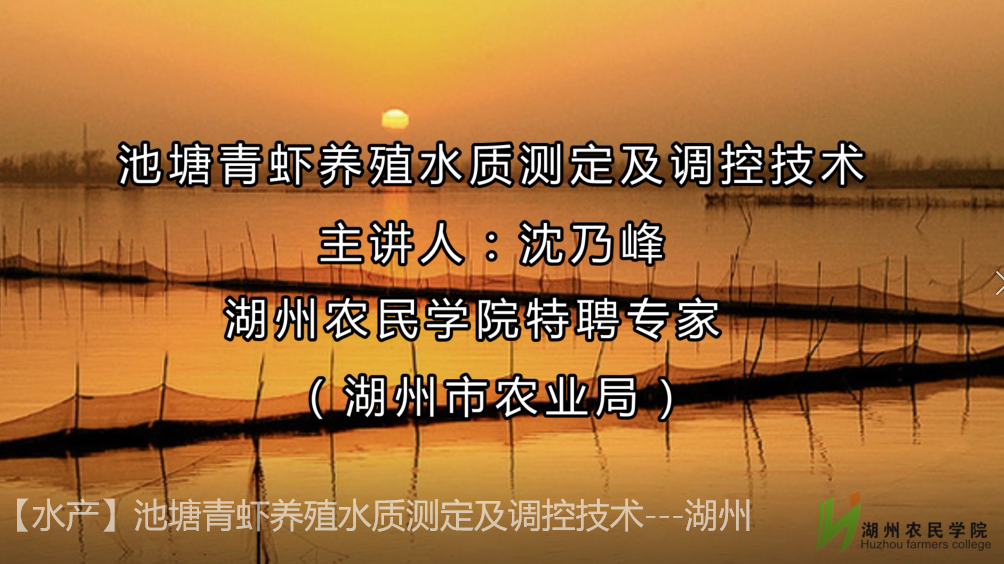 池塘青虾养殖水质测定及调控技术
主讲人：沈乃峰
湖州农民学院特聘专家
（湖州市农业局）
【水产】池塘青虾养殖水质测定及调控技术---湖州
湖州农民学院
Huzhou farmers college